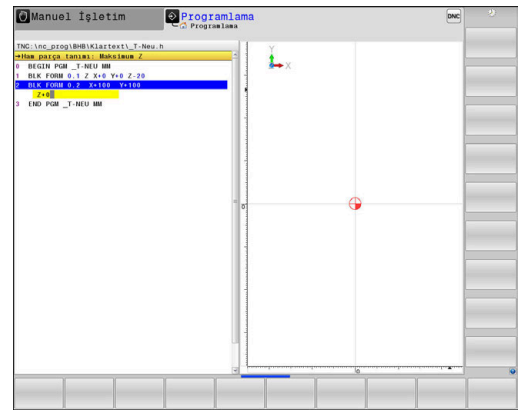 Manuel İşletim
Programlama
Programlama
DNC
TNC:\nc_prog\BHB\Klartext\_T-Neu.h
→Ham parça tanımı: Maksimum Z
0 BEGIN PGM _T-NEU MM
1 BLK FORM 0.1 Z X+0 Y+0 Z-20
2 BLK FORM 0.2 X+100 Y+100
Z+0
3 END PGM _T-NEU MM
Y
X
0
0